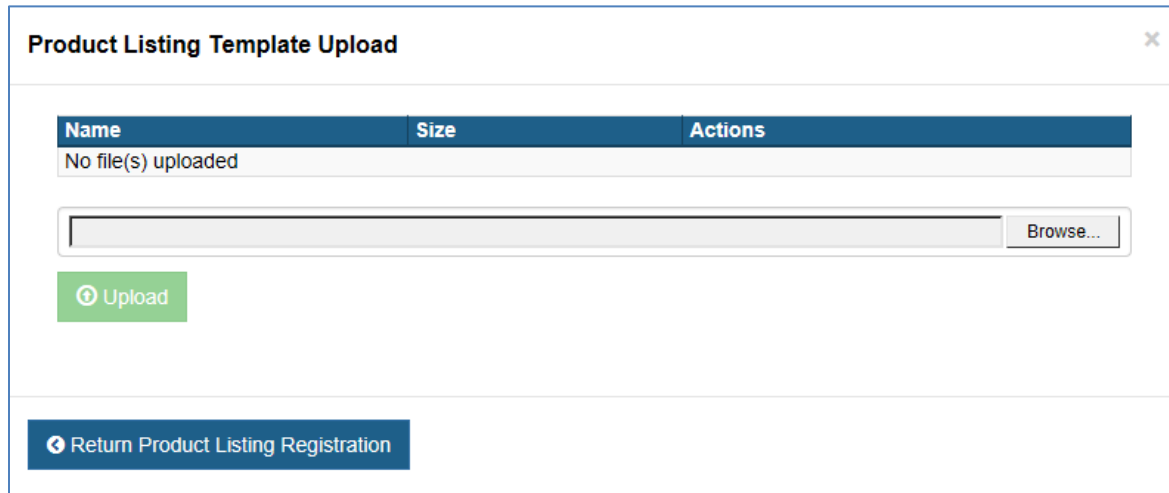 Product Listing Template Upload
×
Name Size Actions
No file(s) uploaded
Browse...
Upload
Return Product Listing Registration